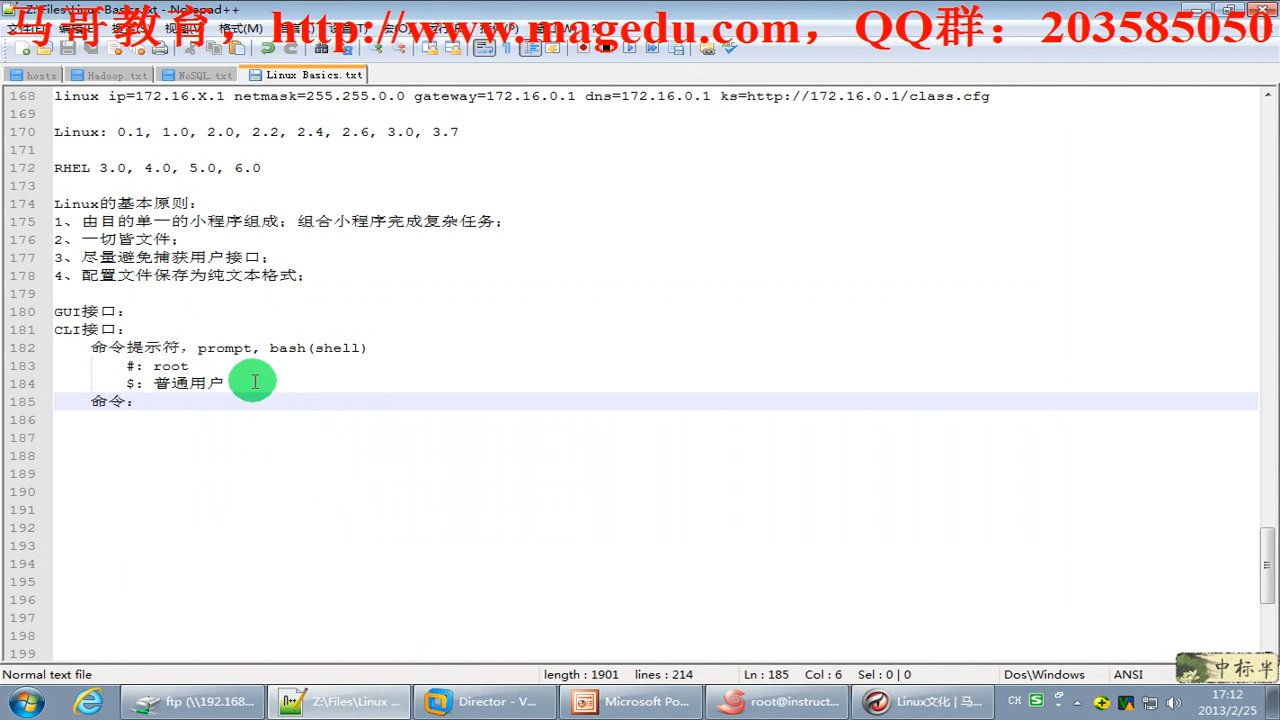 Z:\Files\Linux Basics.txt - Notepad++
马哥教育，http://www.magedu.com，QQ群：203585050
格式(M)
hosts Hadoop.txt NoSQL.txt Linux Basics.txt
168 linux ip=172.16.X.1 netmask=255.255.0.0 gateway=172.16.0.1 dns=172.16.0.1 ks=http://172.16.0.1/class.cfg
169
170 Linux: 0.1, 1.0, 2.0, 2.2, 2.4, 2.6, 3.0, 3.7
171
172 RHEL 3.0, 4.0, 5.0, 6.0
173
174 Linux的基本原则：
175 1、由目的单一的小程序组成；组合小程序完成复杂任务；
176 2、一切皆文件；
177 3、尽量避免捕获用户接口；
178 4、配置文件保存为纯文本格式；
179
180 GUI接口：
181 CLI接口：
182 命令提示符，prompt, bash(shell)
183 #: root
184 $: 普通用户
185 命令：
186
187
188
189
190
191
192
193
194
195
196
197
198
199
Normal text file length : 1901 lines : 214 Ln : 185 Col : 6 Sel : 0 | 0 Dos\Windows ANSI
中标半
ftp (\\192.168... Z:\Files\Linux ... Director - V... Microsoft Po... root@instruct... Linux文化 | 马... CH 17:12
2013/2/25